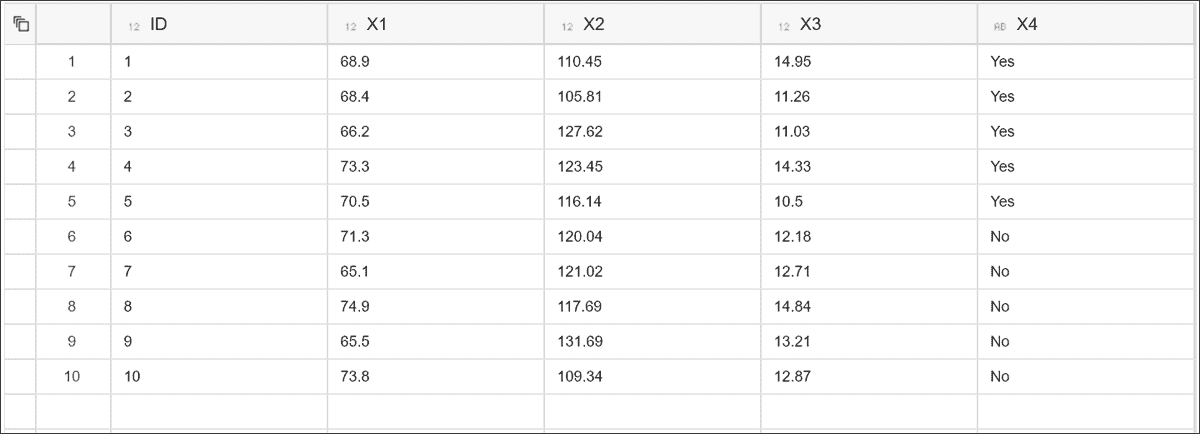 12 ID 12 X1 12 X2 12 X3 AB X4
1 1 68.9 110.45 14.95 Yes
2 2 68.4 105.81 11.26 Yes
3 3 66.2 127.62 11.03 Yes
4 4 73.3 123.45 14.33 Yes
5 5 70.5 116.14 10.5 Yes
6 6 71.3 120.04 12.18 No
7 7 65.1 121.02 12.71 No
8 8 74.9 117.69 14.84 No
9 9 65.5 131.69 13.21 No
10 10 73.8 109.34 12.87 No